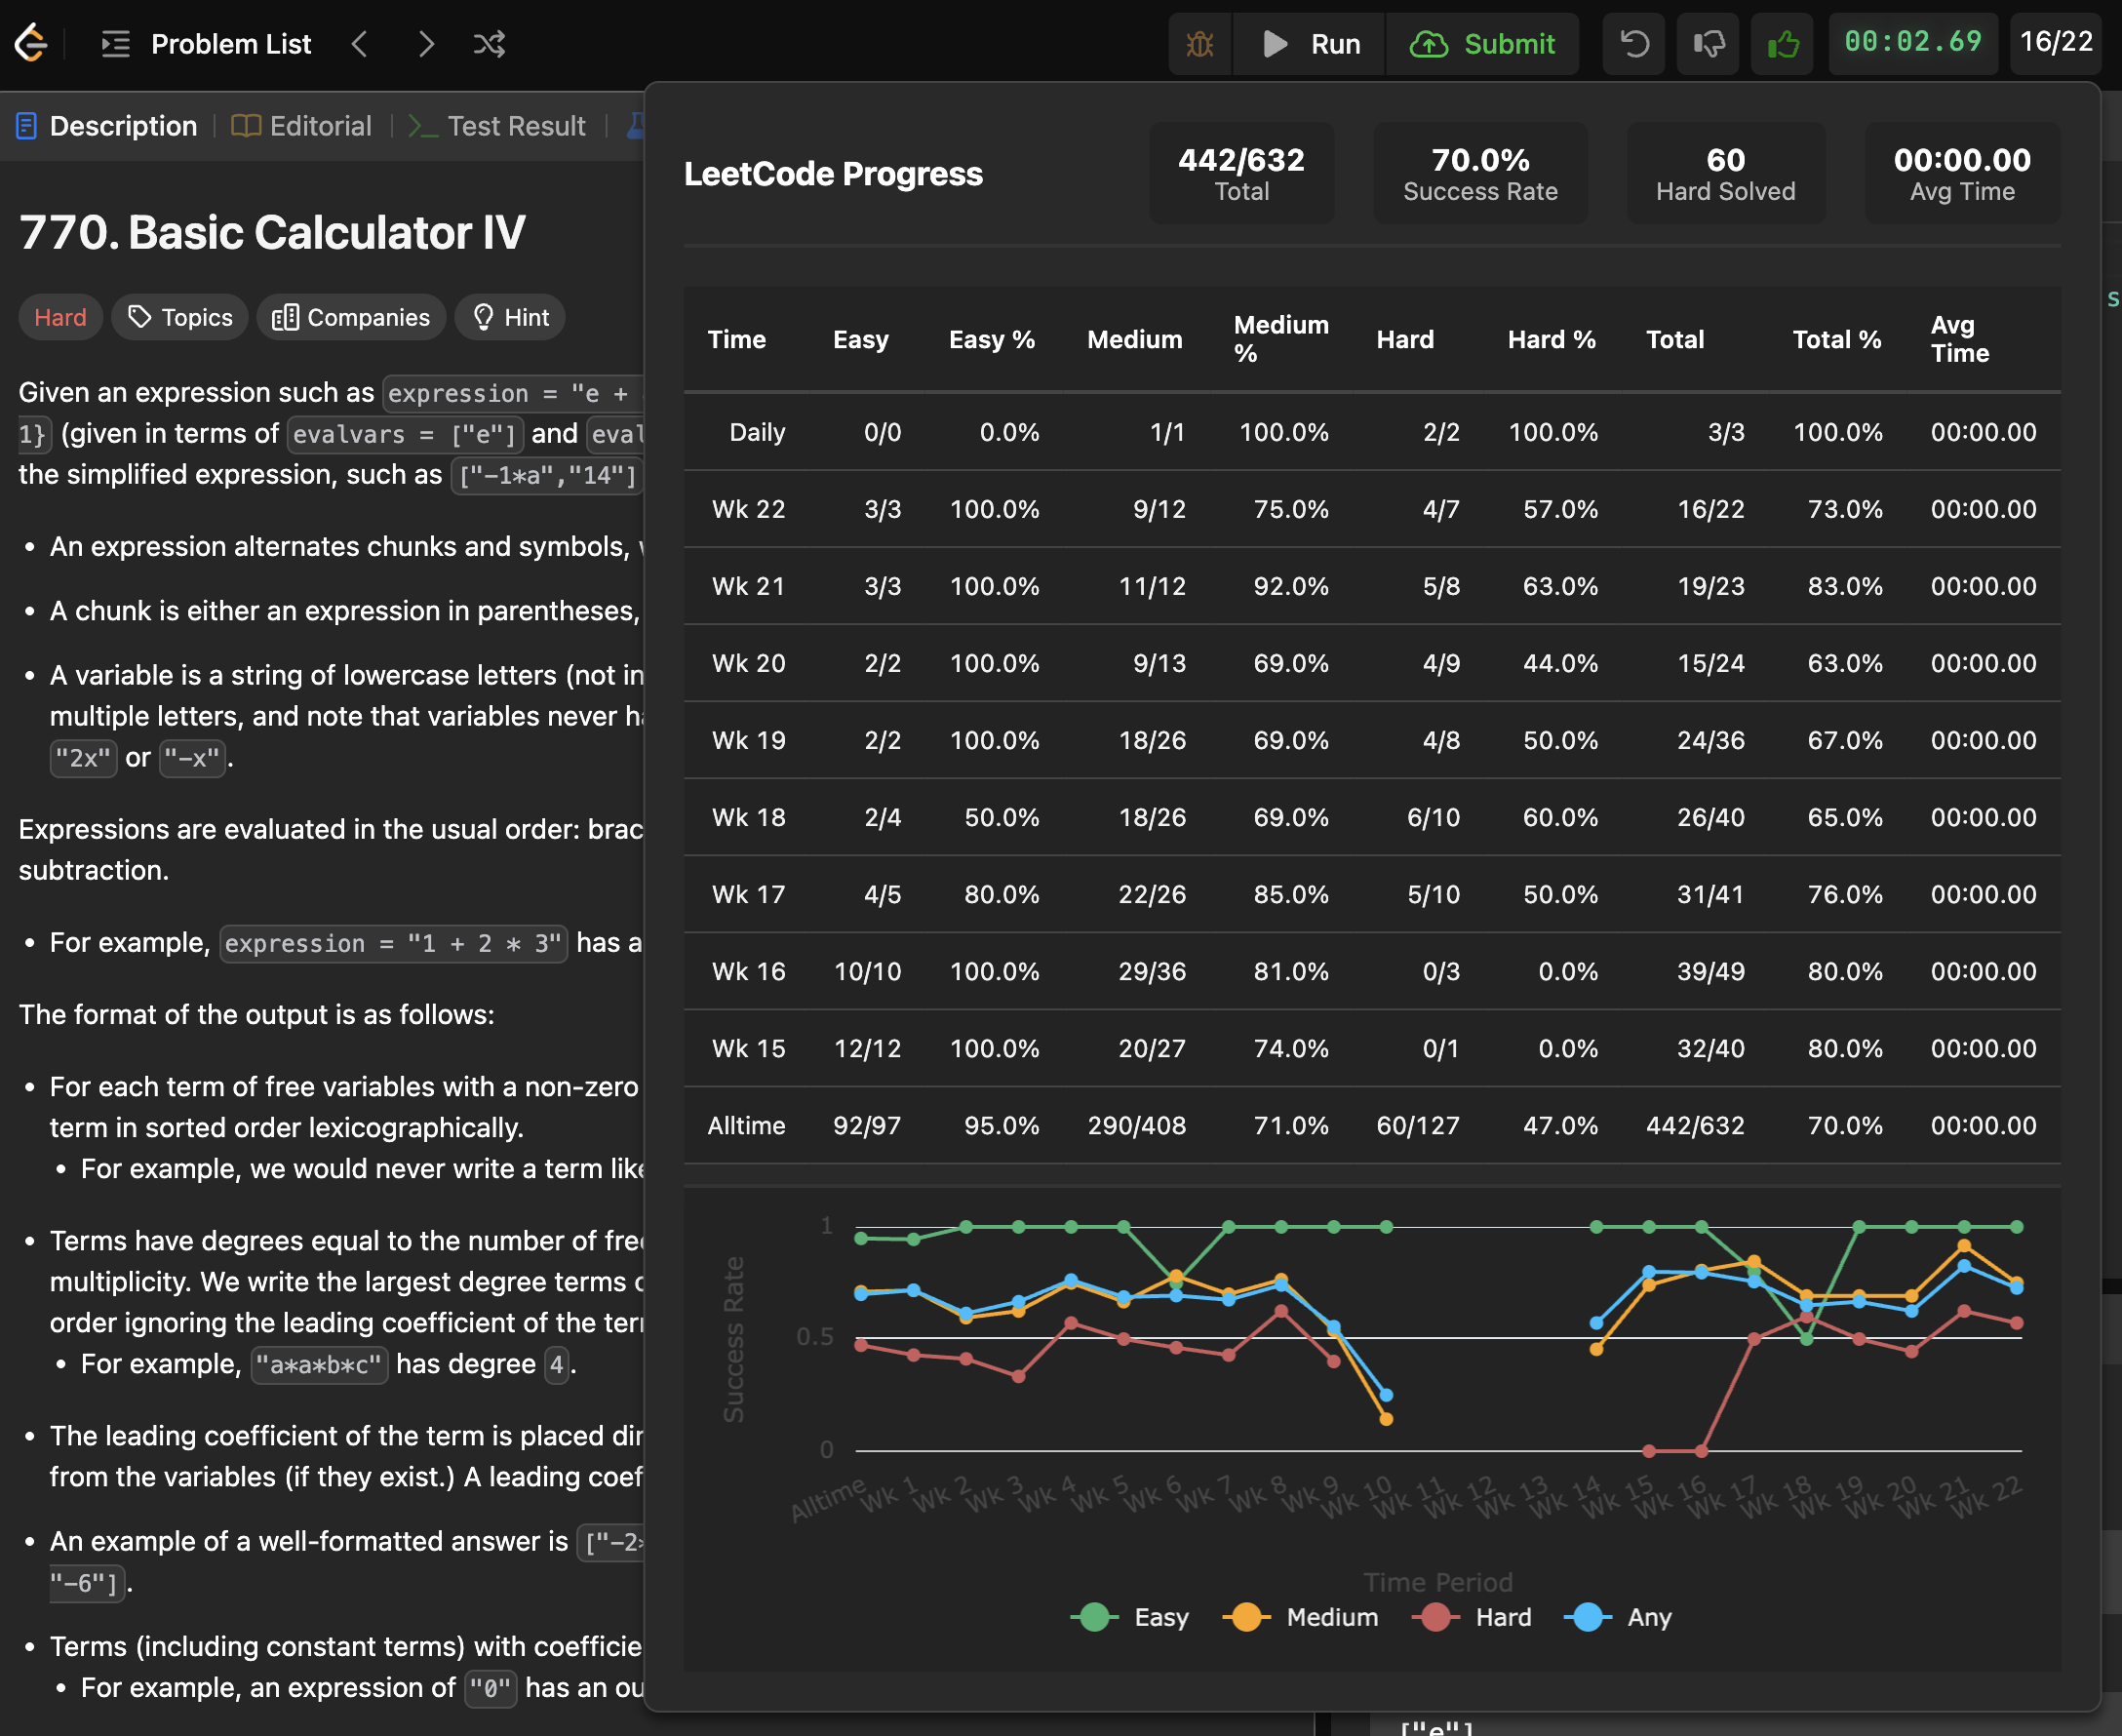 Problem List
Run
Submit
00:02.69
16/22
Description
Editorial
Test Result
770. Basic Calculator IV
Hard
Topics
Companies
Hint
Given an expression such as expression = "e +
1} (given in terms of evalvars = ["e"] and eval
the simplified expression, such as ["-1*a","14"]
• An expression alternates chunks and symbols,
• A chunk is either an expression in parentheses,
• A variable is a string of lowercase letters (not in
multiple letters, and note that variables never ha
"2x" or "-x".
Expressions are evaluated in the usual order: brac
subtraction.
• For example, expression = "1 + 2 * 3" has a
The format of the output is as follows:
• For each term of free variables with a non-zero
term in sorted order lexicographically.
• For example, we would never write a term like
• Terms have degrees equal to the number of free
multiplicity. We write the largest degree terms
order ignoring the leading coefficient of the ter
• For example, "a*a*b*c" has degree 4.
• The leading coefficient of the term is placed dir
from the variables (if they exist.) A leading coef
• An example of a well-formatted answer is ["-2
"-6"].
• Terms (including constant terms) with coefficie
• For example, an expression of "0" has an ou
LeetCode Progress
442/632
Total
70.0%
Success Rate
60
Hard Solved
00:00.00
Avg Time
Time Easy Easy % Medium Medium % Hard Hard % Total Total % Avg Time
Daily 0/0 0.0% 1/1 100.0% 2/2 100.0% 3/3 100.0% 00:00.00
Wk 22 3/3 100.0% 9/12 75.0% 4/7 57.0% 16/22 73.0% 00:00.00
Wk 21 3/3 100.0% 11/12 92.0% 5/8 63.0% 19/23 83.0% 00:00.00
Wk 20 2/2 100.0% 9/13 69.0% 4/9 44.0% 15/24 63.0% 00:00.00
Wk 19 2/2 100.0% 18/26 69.0% 4/8 50.0% 24/36 67.0% 00:00.00
Wk 18 2/4 50.0% 18/26 69.0% 6/10 60.0% 26/40 65.0% 00:00.00
Wk 17 4/5 80.0% 22/26 85.0% 5/10 50.0% 31/41 76.0% 00:00.00
Wk 16 10/10 100.0% 29/36 81.0% 0/3 0.0% 39/49 80.0% 00:00.00
Wk 15 12/12 100.0% 20/27 74.0% 0/1 0.0% 32/40 80.0% 00:00.00
Alltime 92/97 95.0% 290/408 71.0% 60/127 47.0% 442/632 70.0% 00:00.00
1
0.5
0
Success Rate
Alltime Wk 1 Wk 2 Wk 3 Wk 4 Wk 5 Wk 6 Wk 7 Wk 8 Wk 9 Wk 10 Wk 11 Wk 12 Wk 13 Wk 14 Wk 15 Wk 16 Wk 17 Wk 18 Wk 19 Wk 20 Wk 21 Wk 22
Time Period
Easy Medium Hard Any
s
["e"]